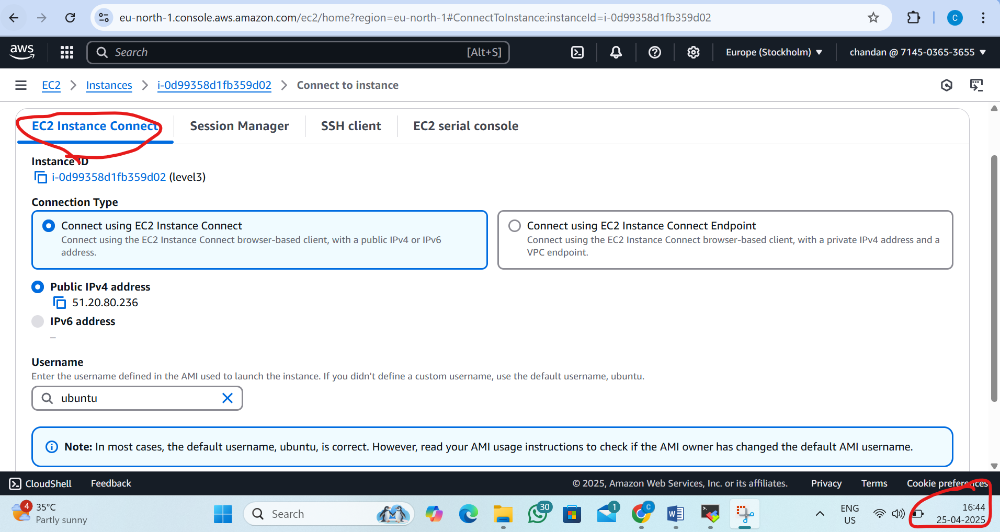 eu-north-1.console.aws.amazon.com/ec2/home?region=eu-north-1#ConnectToInstance:instanceId=i-0d99358d1fb359d02
C
aws
Search
[Alt+S]
Europe (Stockholm)
chandan @ 7145-0365-3655
EC2 > Instances > i-0d99358d1fb359d02 > Connect to instance
EC2 Instance Connect
Session Manager
SSH client
EC2 serial console
Instance ID
i-0d99358d1fb359d02 (level3)
Connection Type
Connect using EC2 Instance Connect
Connect using the EC2 Instance Connect browser-based client, with a public IPv4 or IPv6
address.
Connect using EC2 Instance Connect Endpoint
Connect using the EC2 Instance Connect browser-based client, with a private IPv4 address and a
VPC endpoint.
Public IPv4 address
51.20.80.236
IPv6 address
–
Username
Enter the username defined in the AMI used to launch the instance. If you didn't define a custom username, use the default username, ubuntu.
ubuntu
Note: In most cases, the default username, ubuntu, is correct. However, read your AMI usage instructions to check if the AMI owner has changed the default AMI username.
CloudShell
Feedback
© 2025, Amazon Web Services, Inc. or its affiliates.
Privacy
Terms
Cookie preferences
4
35°C
Partly sunny
Search
30
1
C
W
ENG
US
16:44
25-04-2025